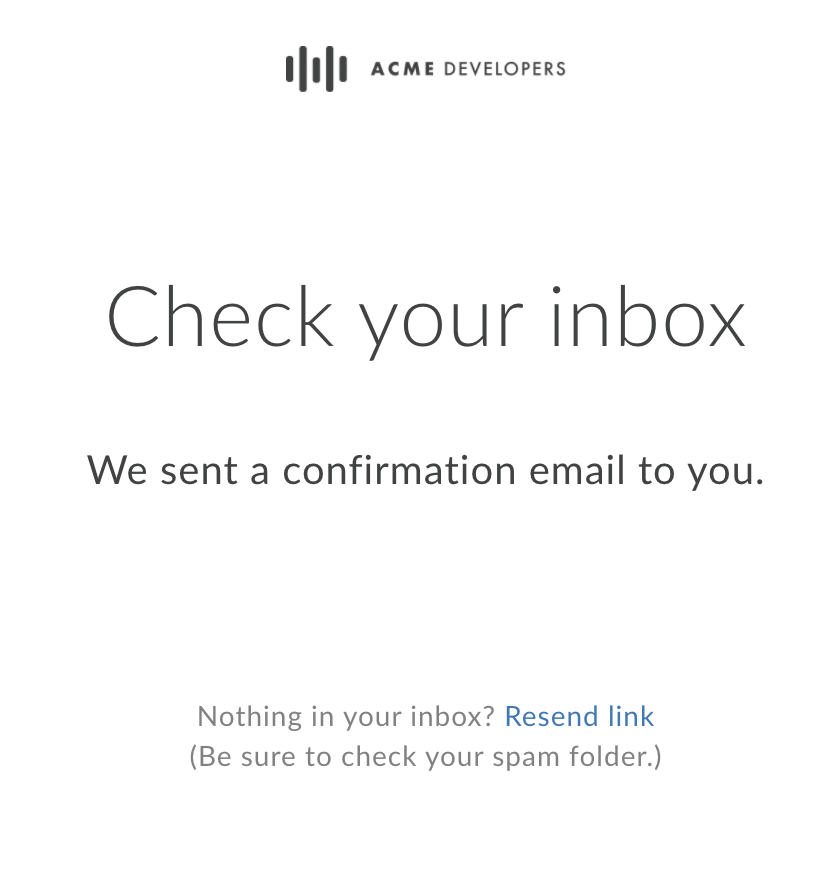 ACME DEVELOPERS
Check your inbox
We sent a confirmation email to you.
Nothing in your inbox? Resend link
(Be sure to check your spam folder.)